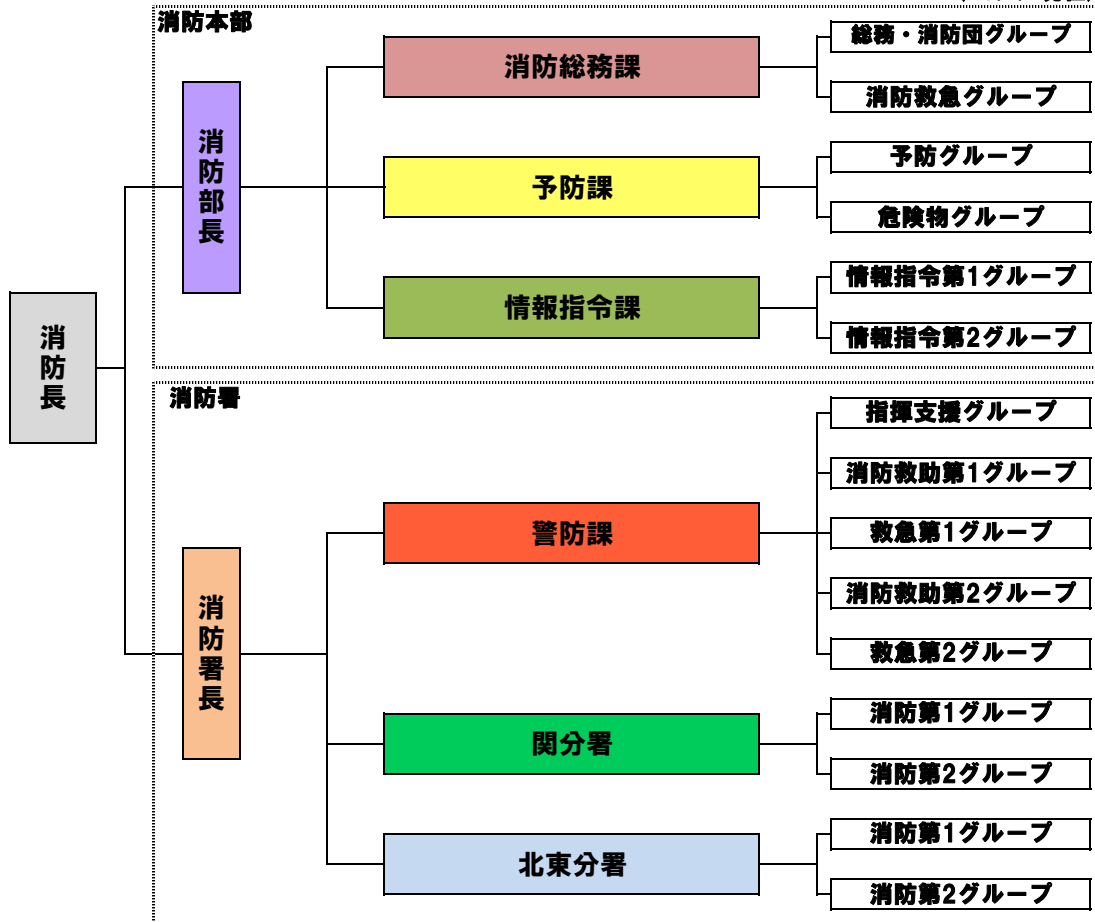 消防本部
消防長
消防部長
消防総務課
総務・消防団グループ
消防救急グループ
予防課
予防グループ
危険物グループ
情報指令課
情報指令第1グループ
情報指令第2グループ
消防署
消防署長
警防課
指揮支援グループ
消防救助第1グループ
救急第1グループ
消防救助第2グループ
救急第2グループ
関分署
消防第1グループ
消防第2グループ
北東分署
消防第1グループ
消防第2グループ